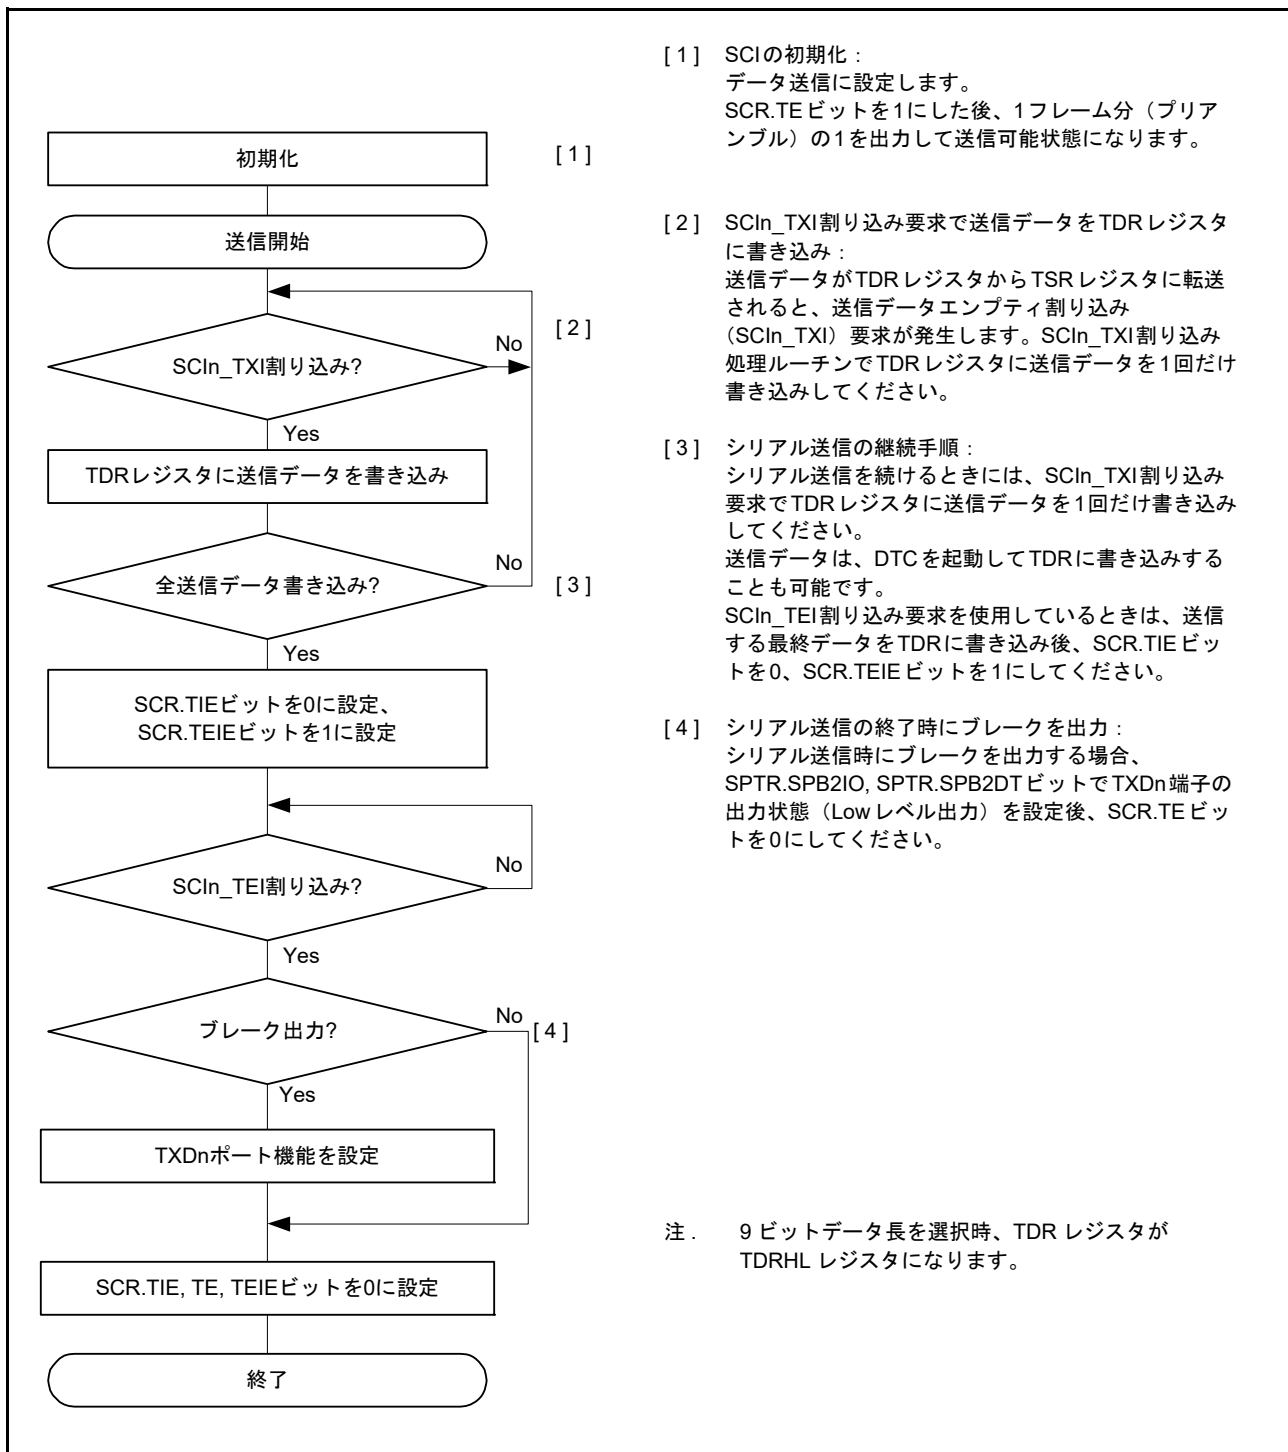 初期化
[ 1 ]
送信開始
SCIn_TXI割り込み?
No
[ 2 ]
Yes
TDRレジスタに送信データを書き込み
全送信データ書き込み?
No
[ 3 ]
Yes
SCR.TIEビットを0に設定、
SCR.TEIEビットを1に設定
SCIn_TEI割り込み?
No
Yes
ブレーク出力?
No
[ 4 ]
Yes
TXDnポート機能を設定
SCR.TIE, TE, TEIEビットを0に設定
終了
[ 1 ] SCIの初期化：
データ送信に設定します。
SCR.TEビットを1にした後、1フレーム分（プリア
ンブル）の1を出力して送信可能状態になります。
[ 2 ] SCIn_TXI割り込み要求で送信データをTDRレジスタ
に書き込み：
送信データがTDRレジスタからTSRレジスタに転送
されると、送信データエンプティ割り込み
（SCIn_TXI）要求が発生します。SCIn_TXI割り込み
処理ルーチンでTDRレジスタに送信データを1回だけ
書き込みしてください。
[ 3 ] シリアル送信の継続手順：
シリアル送信を続けるときには、SCIn_TXI割り込み
要求でTDRレジスタに送信データを1回だけ書き込み
してください。
送信データは、DTCを起動してTDRに書き込みする
ことも可能です。
SCIn_TEI割り込み要求を使用しているときは、送信
する最終データをTDRに書き込み後、SCR.TIEビッ
トを0、SCR.TEIEビットを1にしてください。
[ 4 ] シリアル送信の終了時にブレークを出力：
シリアル送信時にブレークを出力する場合、
SPTR.SPB2IO, SPTR.SPB2DTビットでTXDn端子の
出力状態（Lowレベル出力）を設定後、SCR.TEビッ
トを0にしてください。
注 . 9 ビットデータ長を選択時、TDR レジスタが
TDRHL レジスタになります。